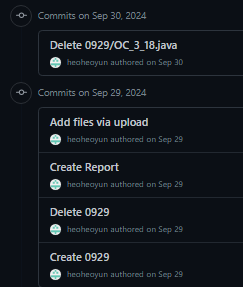 Commits on Sep 30, 2024
Delete 0929/OC_3_18.java
heoheoyun authored on Sep 30
Commits on Sep 29, 2024
Add files via upload
heoheoyun authored on Sep 29
Create Report
heoheoyun authored on Sep 29
Delete 0929
heoheoyun authored on Sep 29
Create 0929
heoheoyun authored on Sep 29